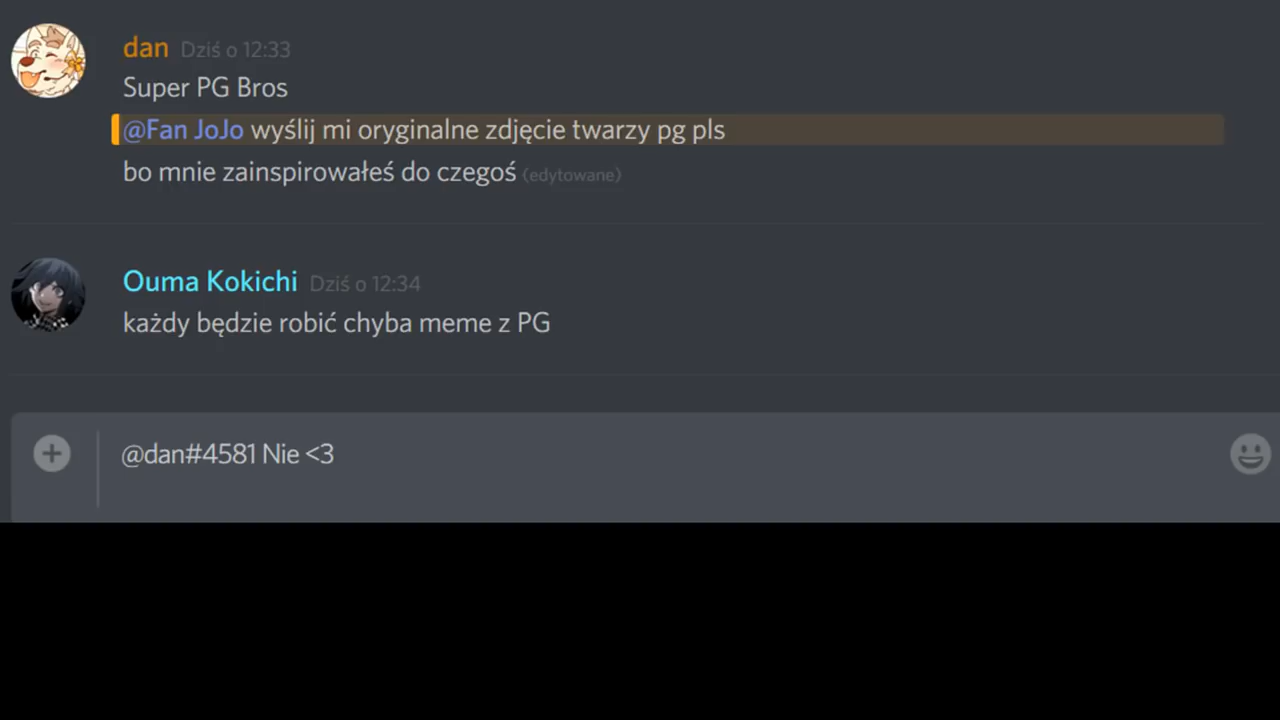 dan Dziś o 12:33
Super PG Bros
@Fan JoJo wyślij mi oryginalne zdjęcie twarzy pg pls
bo mnie zainspirowałeś do czegoś (edytowane)
Ouma Kokichi Dziś o 12:34
każdy będzie robić chyba meme z PG
@dan#4581 Nie <3